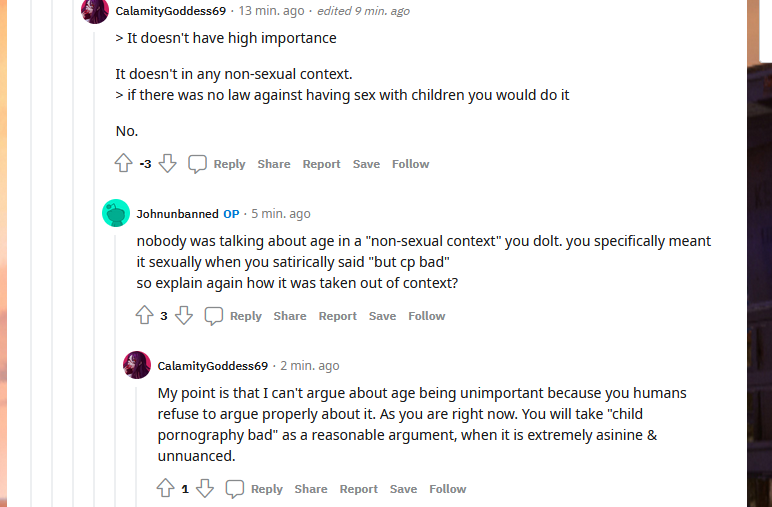 CalamityGoddess69 · 13 min. ago · edited 9 min. ago
> It doesn't have high importance
It doesn't in any non-sexual context.
> if there was no law against having sex with children you would do it
No.
-3 Reply Share Report Save Follow
Johnunbanned OP · 5 min. ago
nobody was talking about age in a "non-sexual context" you dolt. you specifically meant
it sexually when you satirically said "but cp bad"
so explain again how it was taken out of context?
3 Reply Share Report Save Follow
CalamityGoddess69 · 2 min. ago
My point is that I can't argue about age being unimportant because you humans
refuse to argue properly about it. As you are right now. You will take "child
pornography bad" as a reasonable argument, when it is extremely asinine &
unnuanced.
1 Reply Share Report Save Follow